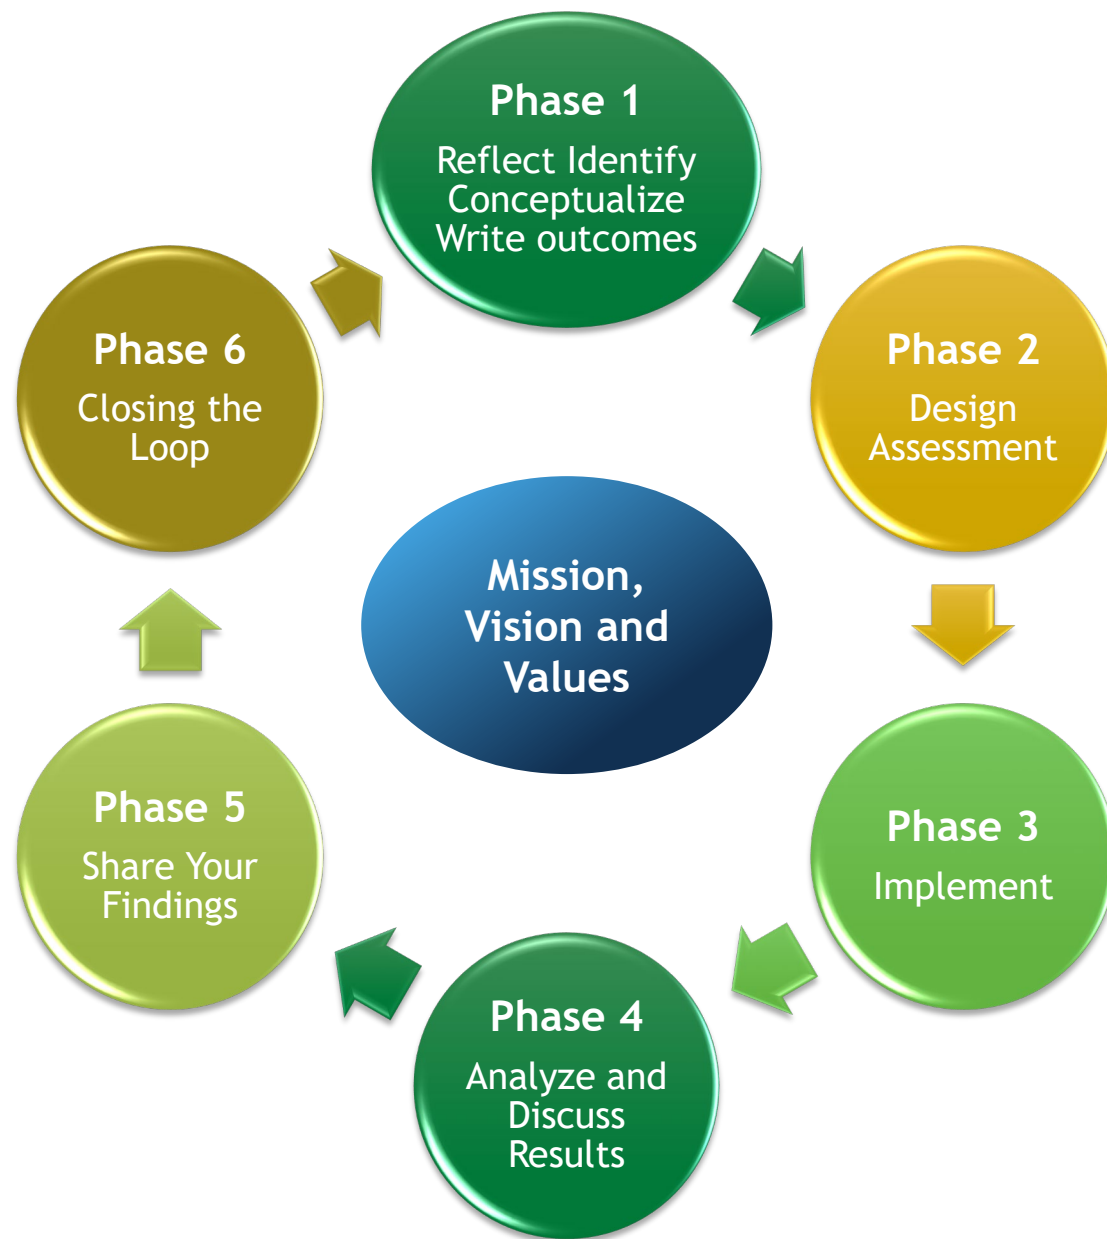 Phase 1
Reflect Identify
Conceptualize
Write outcomes
Phase 2
Design
Assessment
Phase 3
Implement
Phase 4
Analyze and
Discuss
Results
Phase 5
Share Your
Findings
Phase 6
Closing the
Loop
Mission,
Vision and
Values